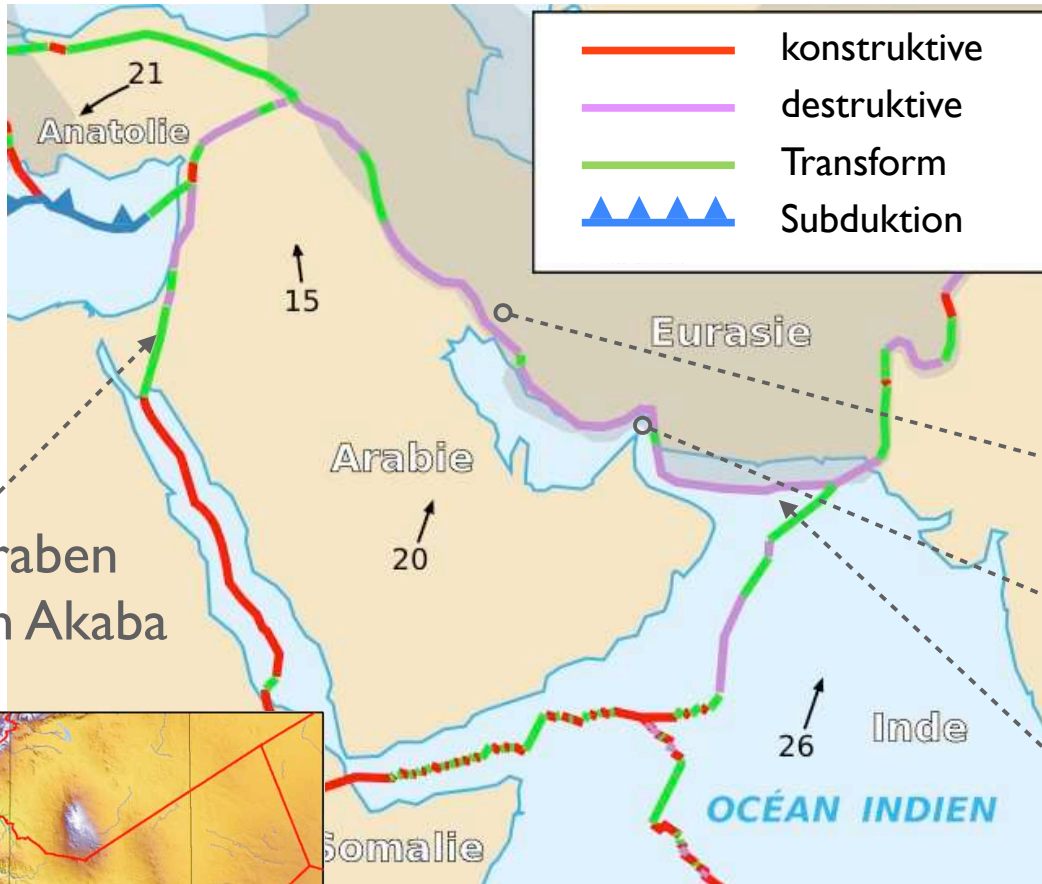 konstruktive
destruktive
Transform
Subduktion
21
Anatolie
15
Eurasie
Arabie
20
raben
Akaba
26
Inde
OCÉAN INDIEN
Somalie